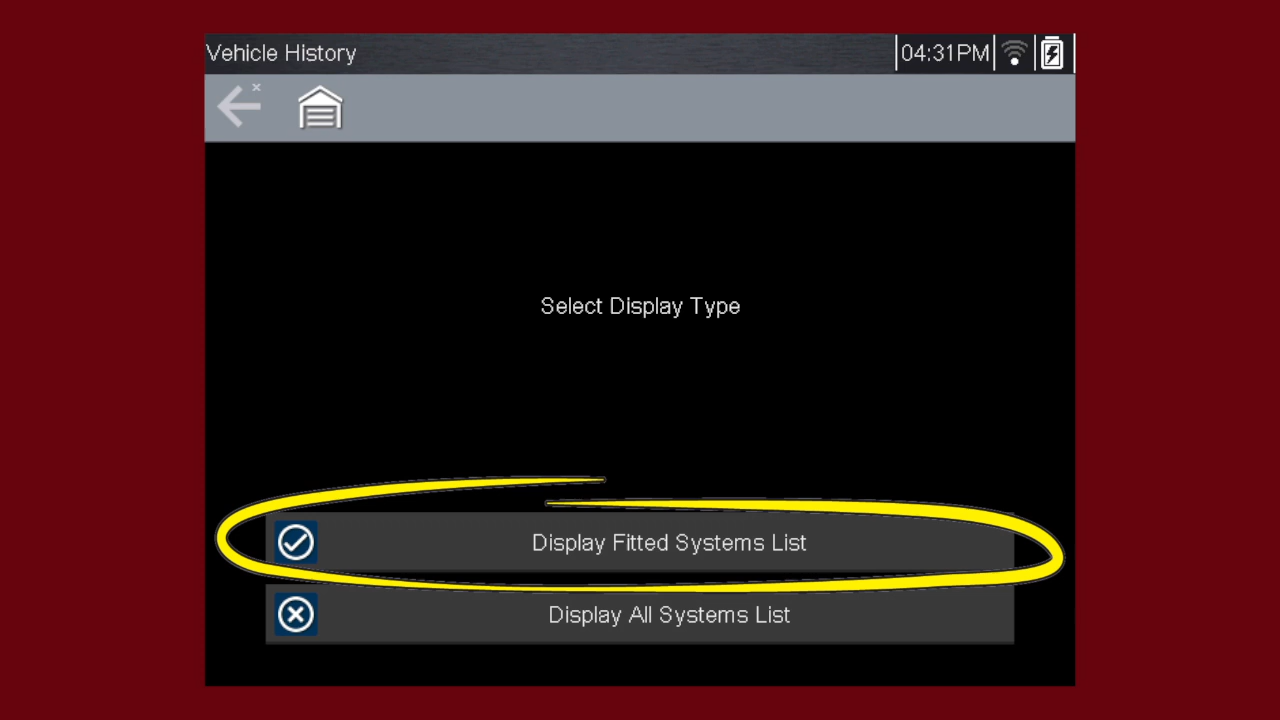 Vehicle History
04:31PM
Select Display Type
Display Fitted Systems List
Display All Systems List